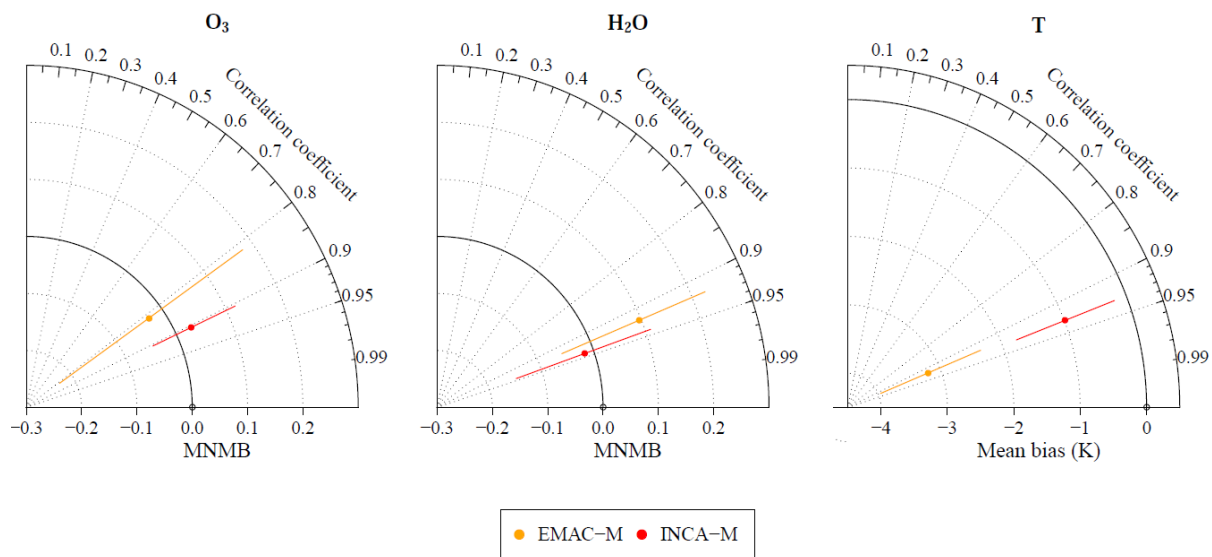 O₃
0.1
0.2
0.3
0.4
0.5
0.6
0.7
0.8
0.9
0.95
0.99
Correlation coefficient
−0.3 −0.2 −0.1 0.0 0.1 0.2
MNMB
H₂O
0.1
0.2
0.3
0.4
0.5
0.6
0.7
0.8
0.9
0.95
0.99
Correlation coefficient
−0.3 −0.2 −0.1 0.0 0.1 0.2
MNMB
T
0.1
0.2
0.3
0.4
0.5
0.6
0.7
0.8
0.9
0.95
0.99
Correlation coefficient
−4 −3 −2 −1 0
Mean bias (K)
EMAC−M INCA−M